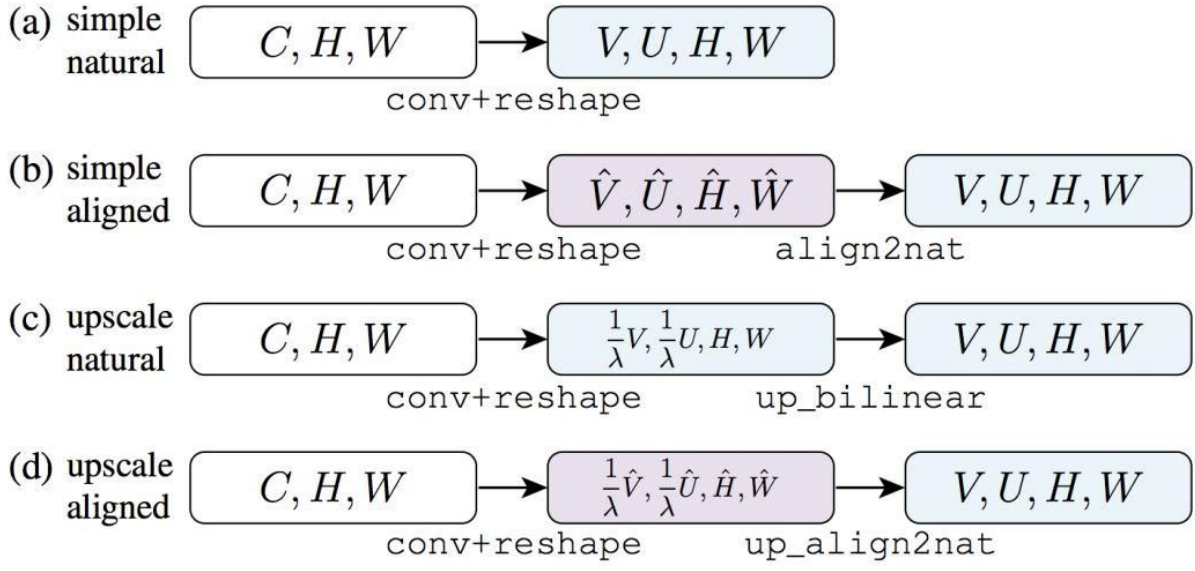 (a) simple natural C, H, W V, U, H, W
conv+reshape
(b) simple aligned C, H, W V̂, Û, Ĥ, Ŵ V, U, H, W
conv+reshape align2nat
(c) upscale natural C, H, W 1/λ V, 1/λ U, H, W V, U, H, W
conv+reshape up_bilinear
(d) upscale aligned C, H, W 1/λ V̂, 1/λ Û, Ĥ, Ŵ V, U, H, W
conv+reshape up_align2nat